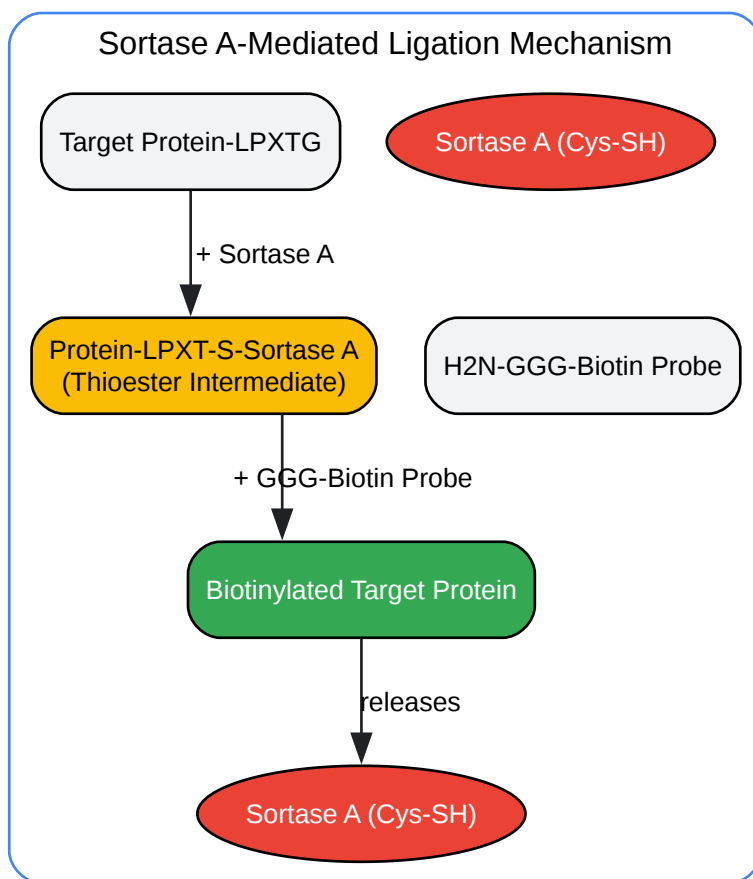 Sortase A-Mediated Ligation Mechanism
Target Protein-LPXTG
Sortase A (Cys-SH)
+ Sortase A
Protein-LPXT-S-Sortase A
(Thioester Intermediate)
H2N-GGG-Biotin Probe
+ GGG-Biotin Probe
Biotinylated Target Protein
releases
Sortase A (Cys-SH)